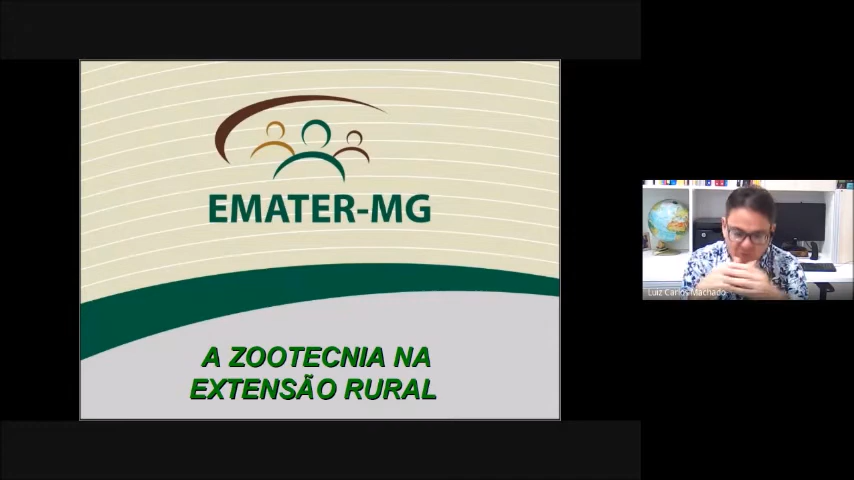 EMATER-MG
A ZOOTECNIA NA
EXTENSÃO RURAL
Luiz Carlos Machado